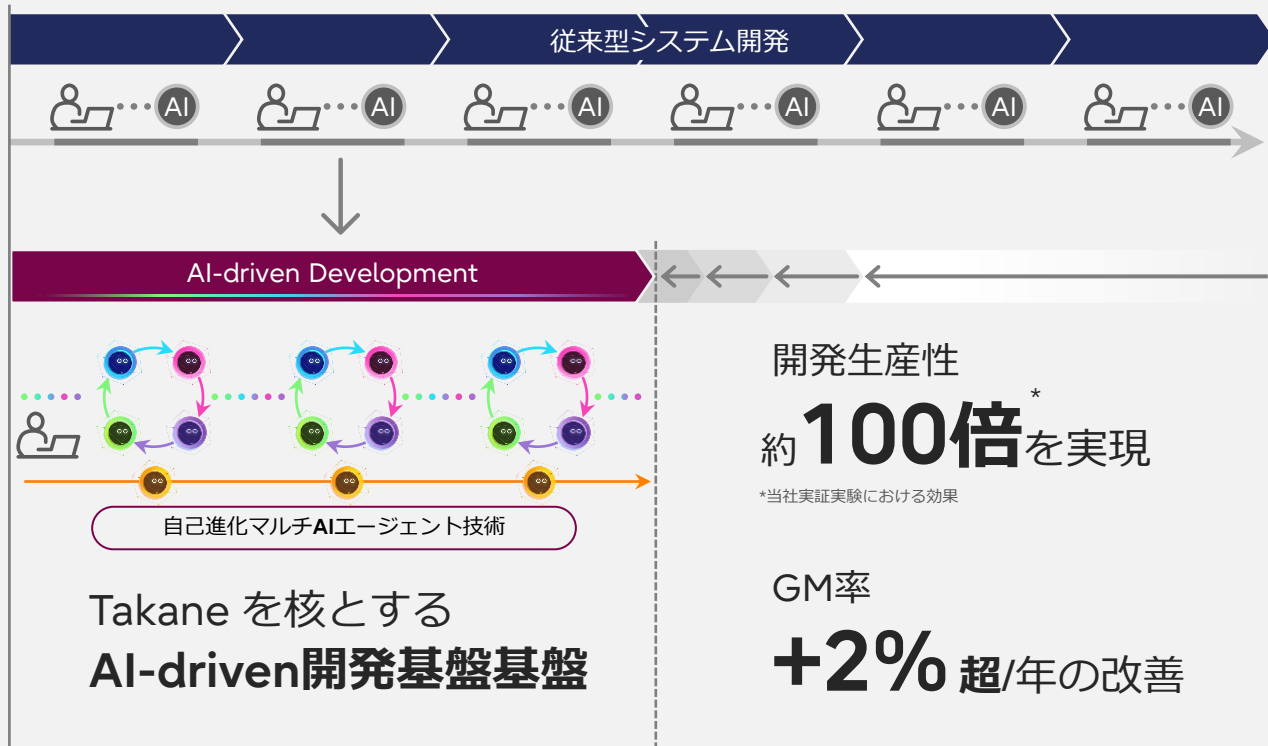 従来型システム開発
AI AI AI AI AI AI
AI-driven Development
開発生産性
約100倍*を実現
*当社実証実験における効果
自己進化マルチAIエージェント技術
Takane を核とする
AI-driven開発基盤基盤
GM率
+2% 超/年の改善